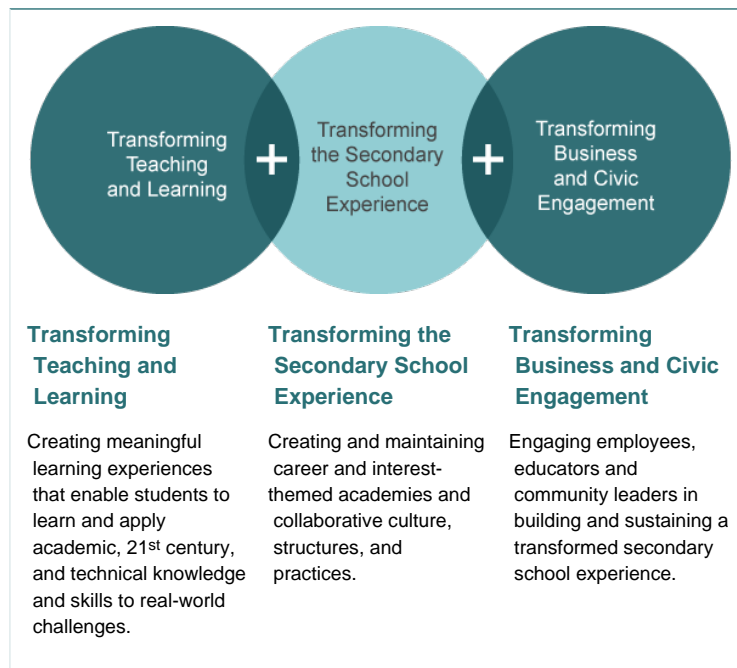 Transforming
Teaching
and Learning
+
Transforming
the Secondary
School
Experience
+
Transforming
Business
and Civic
Engagement
Transforming
Teaching and
Learning
Creating meaningful
learning experiences
that enable students to
learn and apply
academic, 21st century,
and technical knowledge
and skills to real-world
challenges.
Transforming the
Secondary School
Experience
Creating and maintaining
career and interest-
themed academies and
collaborative culture,
structures, and
practices.
Transforming
Business and Civic
Engagement
Engaging employees,
educators and
community leaders in
building and sustaining a
transformed secondary
school experience.